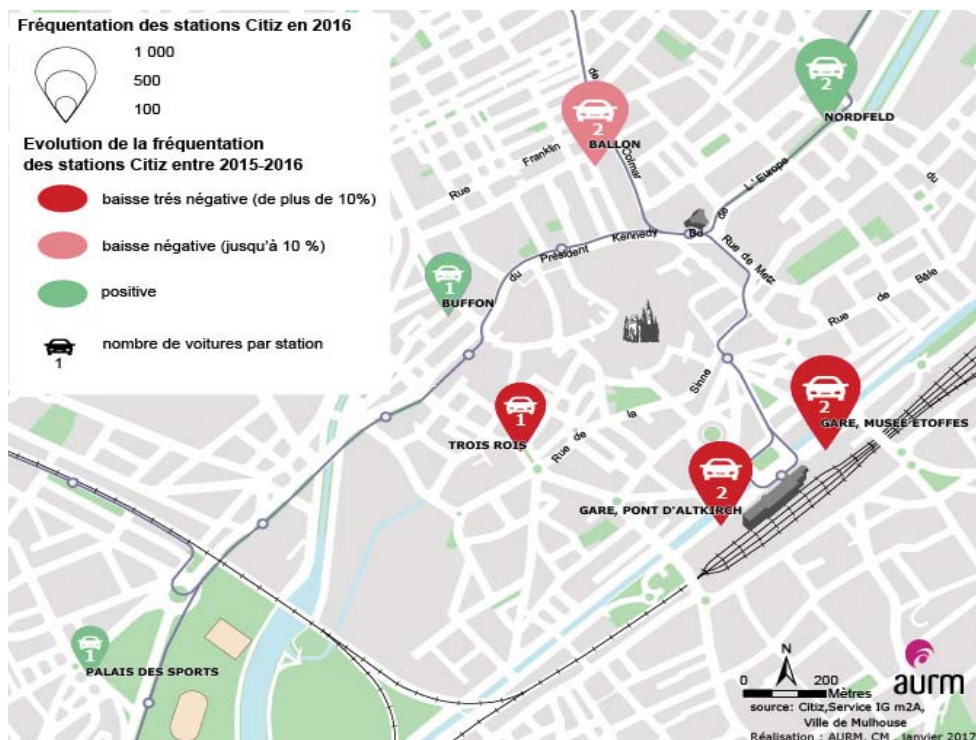 Fréquentation des stations Citiz en 2016
1 000
500
100
Evolution de la fréquentation
des stations Citiz entre 2015-2016
baisse trés négative (de plus de 10%)
baisse négative (jusqu'à 10 %)
positive
nombre de voitures par station
1
2
NORDFELD
2
BALLON
de
Colmar
Rue
Franklin
L' Europe
de
Bd
du
Président
Kennedy
Rue de Metz
du
Rue de Bâle
1
BUFFON
1
TROIS ROIS
Rue de la Sinne
2
GARE, MUSEE ETOFFES
2
GARE, PONT D'ALTKIRCH
1
PALAIS DES SPORTS
N
0 200
Mètres
aurm
source: Citiz,Service IG m2A,
Ville de Mulhouse
Réalisation : AURM, CM , janvier 2017